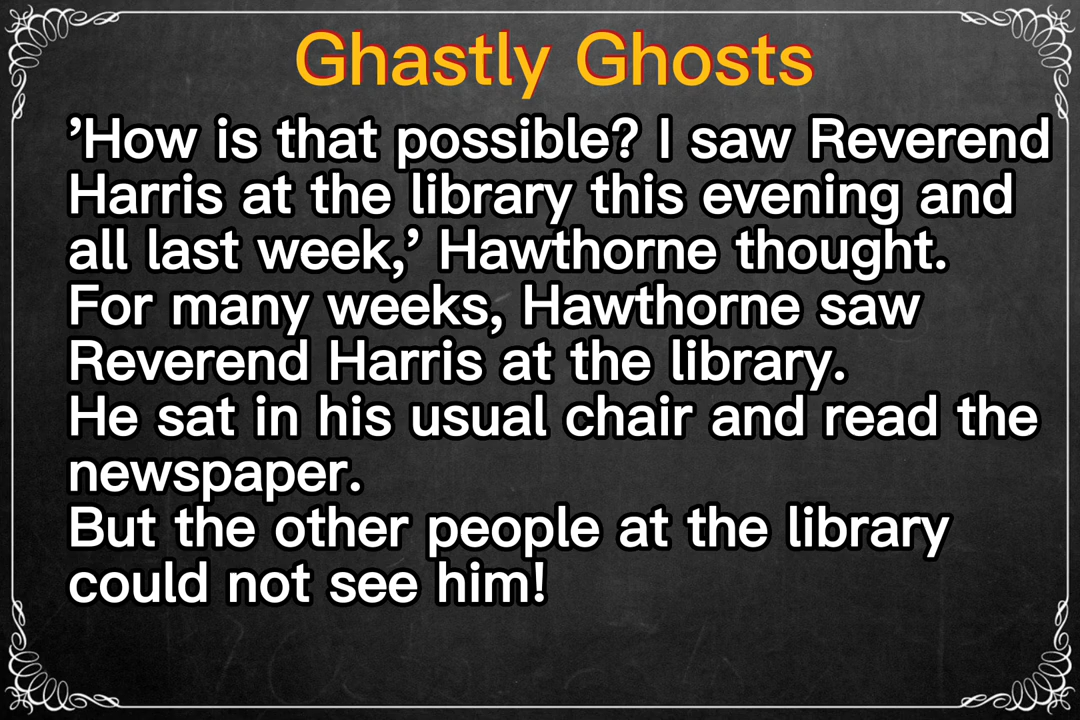 Ghastly Ghosts
’How is that possible? I saw Reverend
Harris at the library this evening and
all last week,’ Hawthorne thought.
For many weeks, Hawthorne saw
Reverend Harris at the library.
He sat in his usual chair and read the
newspaper.
But the other people at the library
could not see him!